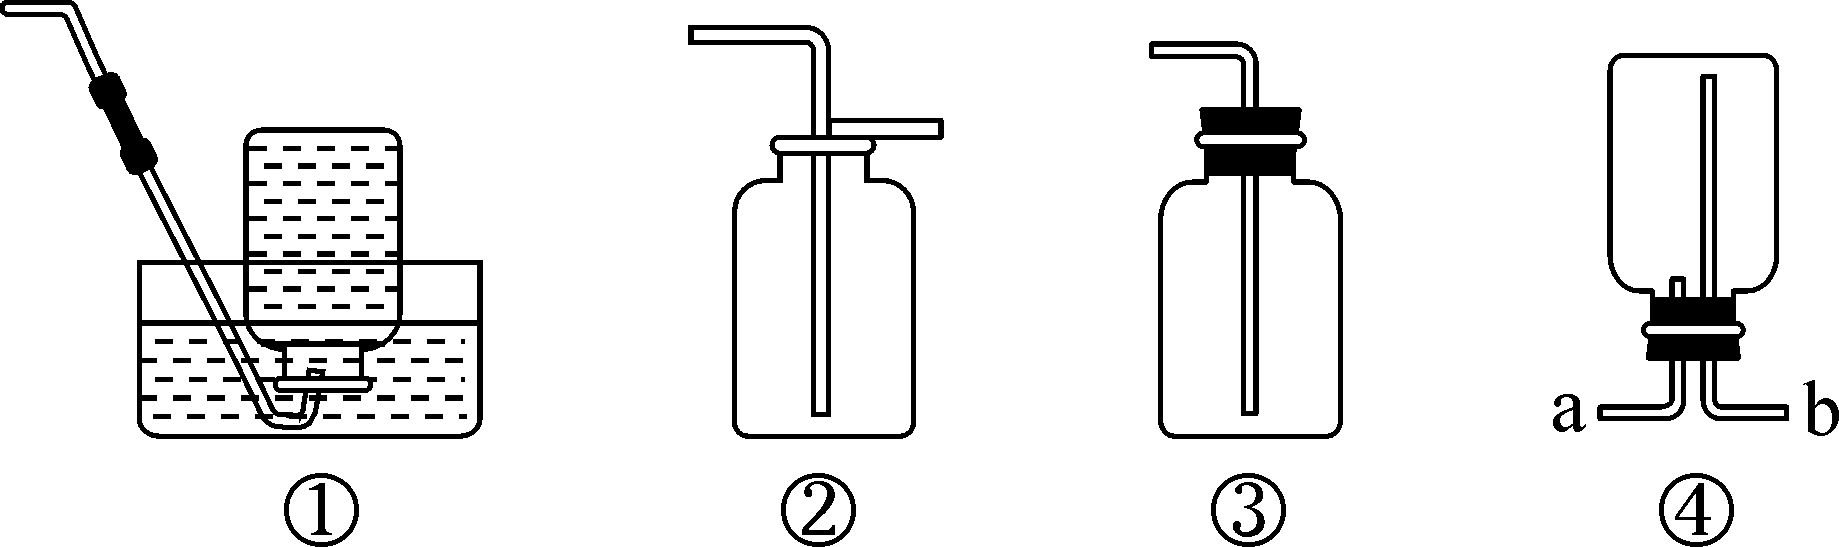 a b
① ② ③ ④